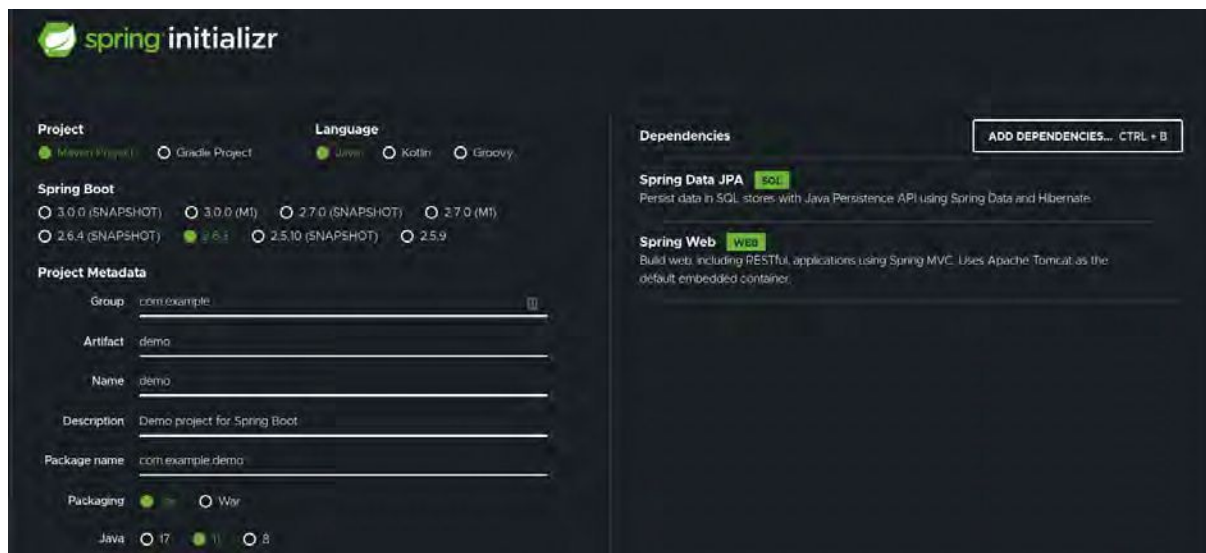 spring initializr
Project
Maven Project Gradle Project
Language
Java Kotlin Groovy
Spring Boot
3.0.0 (SNAPSHOT) 3.0.0 (M1) 2.7.0 (SNAPSHOT) 2.7.0 (M1)
2.6.4 (SNAPSHOT) 2.6.3 2.5.10 (SNAPSHOT) 2.5.9
Project Metadata
Group com.example
Artifact demo
Name demo
Description Demo project for Spring Boot
Package name com.example.demo
Packaging War
Java 17 11 8
Dependencies
ADD DEPENDENCIES... CTRL + B
Spring Data JPA SQL
Persist data in SQL stores with Java Persistence API using Spring Data and Hibernate.
Spring Web WEB
Build web, including RESTful, applications using Spring MVC. Uses Apache Tomcat as the
default embedded container.